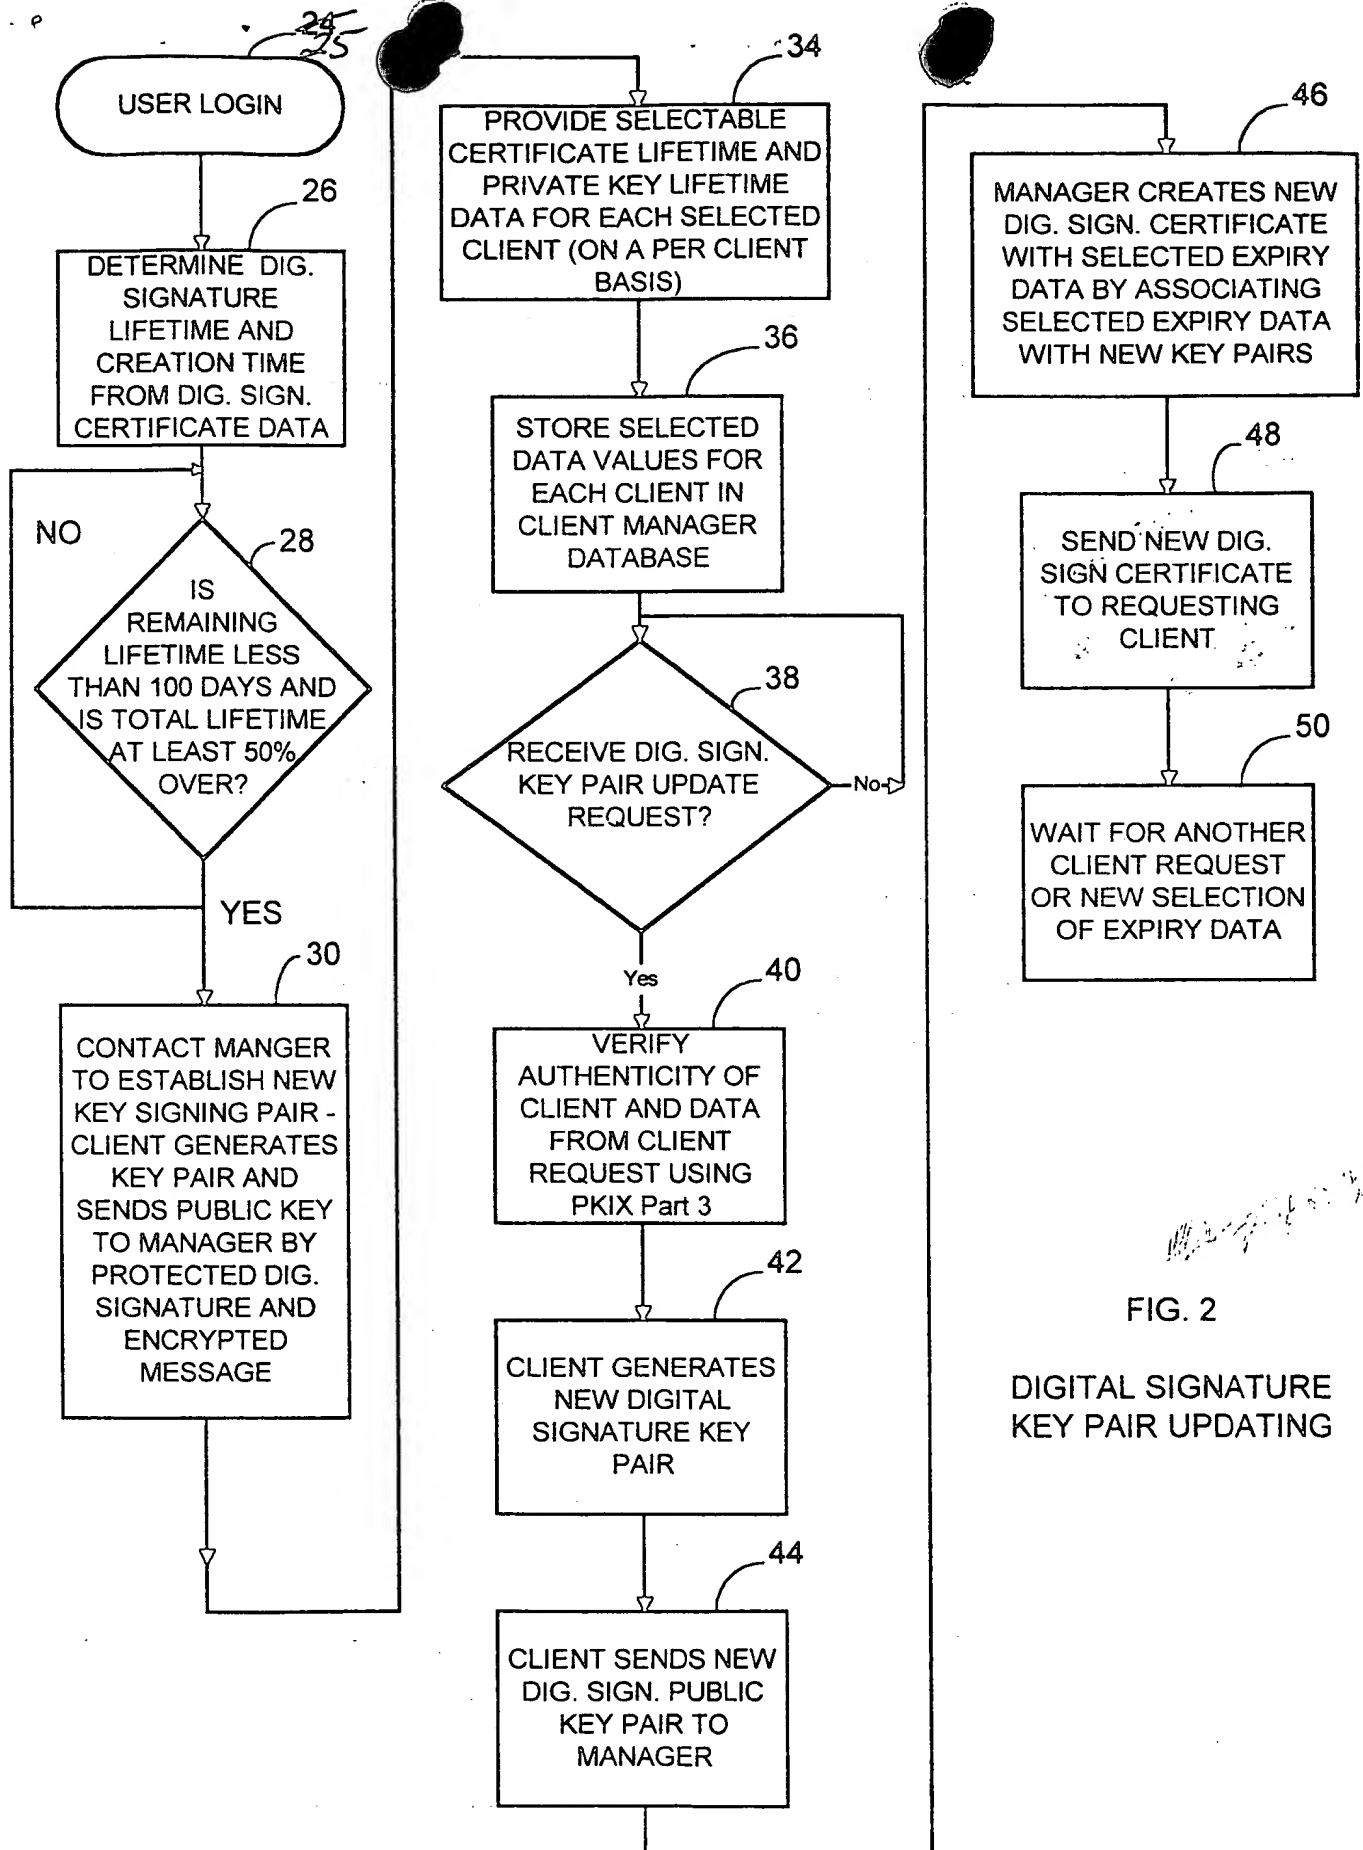 24
25
USER LOGIN
26
DETERMINE DIG.
SIGNATURE
LIFETIME AND
CREATION TIME
FROM DIG. SIGN.
CERTIFICATE DATA
NO
28
IS
REMAINING
LIFETIME LESS
THAN 100 DAYS AND
IS TOTAL LIFETIME
AT LEAST 50%
OVER?
YES
30
CONTACT MANGER
TO ESTABLISH NEW
KEY SIGNING PAIR -
CLIENT GENERATES
KEY PAIR AND
SENDS PUBLIC KEY
TO MANAGER BY
PROTECTED DIG.
SIGNATURE AND
ENCRYPTED
MESSAGE
34
PROVIDE SELECTABLE
CERTIFICATE LIFETIME AND
PRIVATE KEY LIFETIME
DATA FOR EACH SELECTED
CLIENT (ON A PER CLIENT
BASIS)
36
STORE SELECTED
DATA VALUES FOR
EACH CLIENT IN
CLIENT MANAGER
DATABASE
38
RECEIVE DIG. SIGN.
KEY PAIR UPDATE
REQUEST?
No
Yes
40
VERIFY
AUTHENTICITY OF
CLIENT AND DATA
FROM CLIENT
REQUEST USING
PKIX Part 3
42
CLIENT GENERATES
NEW DIGITAL
SIGNATURE KEY
PAIR
44
CLIENT SENDS NEW
DIG. SIGN. PUBLIC
KEY PAIR TO
MANAGER
46
MANAGER CREATES NEW
DIG. SIGN. CERTIFICATE
WITH SELECTED EXPIRY
DATA BY ASSOCIATING
SELECTED EXPIRY DATA
WITH NEW KEY PAIRS
48
SEND NEW DIG.
SIGN CERTIFICATE
TO REQUESTING
CLIENT
50
WAIT FOR ANOTHER
CLIENT REQUEST
OR NEW SELECTION
OF EXPIRY DATA
FIG. 2
DIGITAL SIGNATURE
KEY PAIR UPDATING